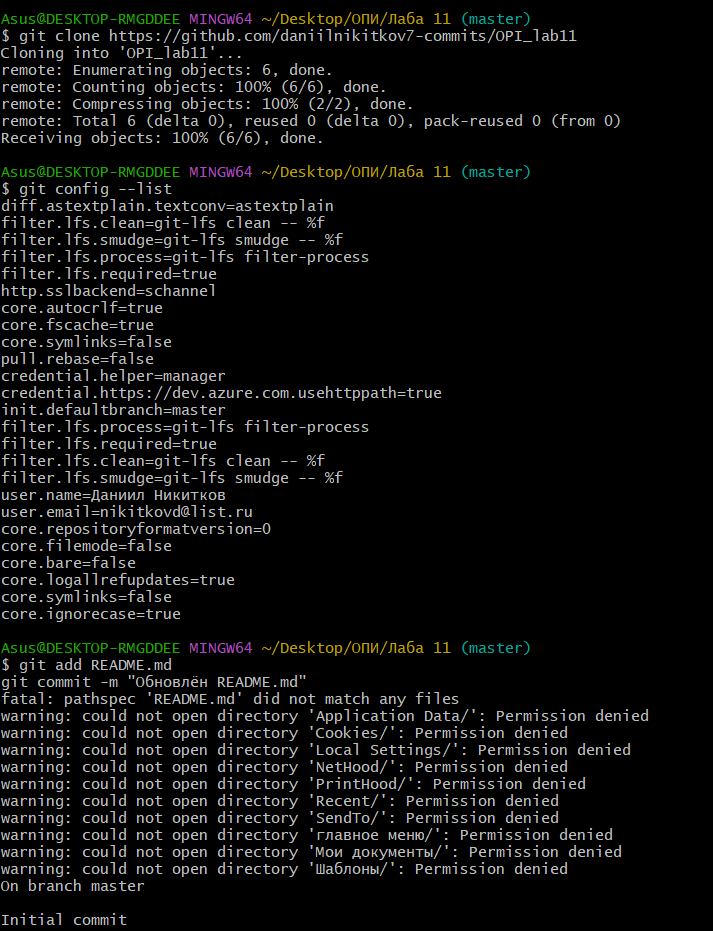 Asus@DESKTOP-RMGDDEE MINGW64 ~/Desktop/ОПИ/Лаба 11 (master)
$ git clone https://github.com/daniilnikitkov7-commits/OPI_lab11
Cloning into 'OPI_lab11'...
remote: Enumerating objects: 6, done.
remote: Counting objects: 100% (6/6), done.
remote: Compressing objects: 100% (2/2), done.
remote: Total 6 (delta 0), reused 0 (delta 0), pack-reused 0 (from 0)
Receiving objects: 100% (6/6), done.

Asus@DESKTOP-RMGDDEE MINGW64 ~/Desktop/ОПИ/Лаба 11 (master)
$ git config --list
diff.astextplain.textconv=astextplain
filter.lfs.clean=git-lfs clean -- %f
filter.lfs.smudge=git-lfs smudge -- %f
filter.lfs.process=git-lfs filter-process
filter.lfs.required=true
http.sslbackend=schannel
core.autocrlf=true
core.fscache=true
core.symlinks=false
pull.rebase=false
credential.helper=manager
credential.https://dev.azure.com.usehttppath=true
init.defaultbranch=master
filter.lfs.process=git-lfs filter-process
filter.lfs.required=true
filter.lfs.clean=git-lfs clean -- %f
filter.lfs.smudge=git-lfs smudge -- %f
user.name=Даниил Никитков
user.email=nikitkovd@list.ru
core.repositoryformatversion=0
core.filemode=false
core.bare=false
core.logallrefupdates=true
core.symlinks=false
core.ignorecase=true

Asus@DESKTOP-RMGDDEE MINGW64 ~/Desktop/ОПИ/Лаба 11 (master)
$ git add README.md
git commit -m "Обновлён README.md"
fatal: pathspec 'README.md' did not match any files
warning: could not open directory 'Application Data/': Permission denied
warning: could not open directory 'Cookies/': Permission denied
warning: could not open directory 'Local Settings/': Permission denied
warning: could not open directory 'NetHood/': Permission denied
warning: could not open directory 'PrintHood/': Permission denied
warning: could not open directory 'Recent/': Permission denied
warning: could not open directory 'SendTo/': Permission denied
warning: could not open directory 'главное меню/': Permission denied
warning: could not open directory 'Мои документы/': Permission denied
warning: could not open directory 'Шаблоны/': Permission denied
On branch master

Initial commit